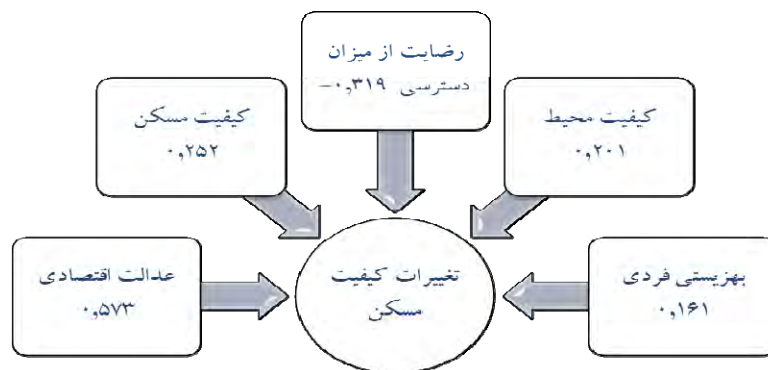 رضایت از میزان
دسترسی ۰٫۳۱۹-
کیفیت مسکن
۰٫۲۵۲
کیفیت محیط
۰٫۲۰۱
عدالت اقتصادی
۰٫۵۷۳
تغییرات کیفیت
مسکن
بهزیستی فردی
۰٫۱۶۱